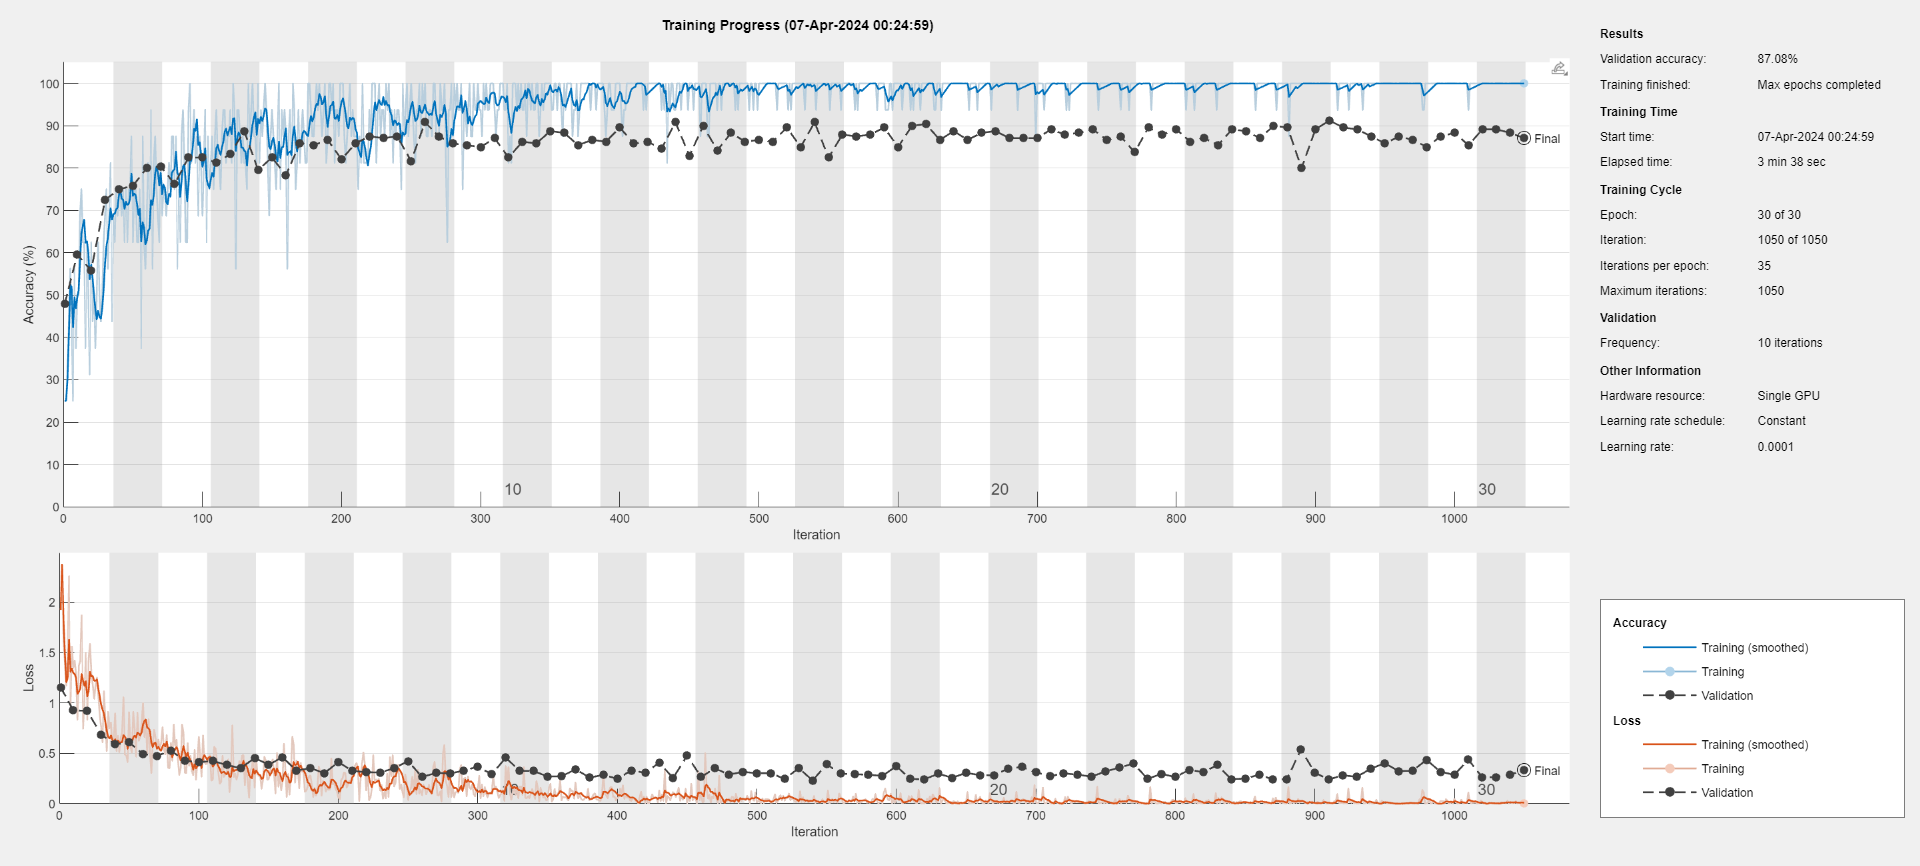 Training Progress (07-Apr-2024 00:24:59)
Accuracy (%)
100
90
80
70
60
50
40
30
20
10
0
10
20
30
Final
0 100 200 300 400 500 600 700 800 900 1000
Iteration
Loss
2
1.5
1
0.5
0
10
20
30
Final
0 100 200 300 400 500 600 700 800 900 1000
Iteration
Results
Validation accuracy: 87.08%
Training finished: Max epochs completed
Training Time
Start time: 07-Apr-2024 00:24:59
Elapsed time: 3 min 38 sec
Training Cycle
Epoch: 30 of 30
Iteration: 1050 of 1050
Iterations per epoch: 35
Maximum iterations: 1050
Validation
Frequency: 10 iterations
Other Information
Hardware resource: Single GPU
Learning rate schedule: Constant
Learning rate: 0.0001
Accuracy
Training (smoothed)
Training
Validation
Loss
Training (smoothed)
Training
Validation